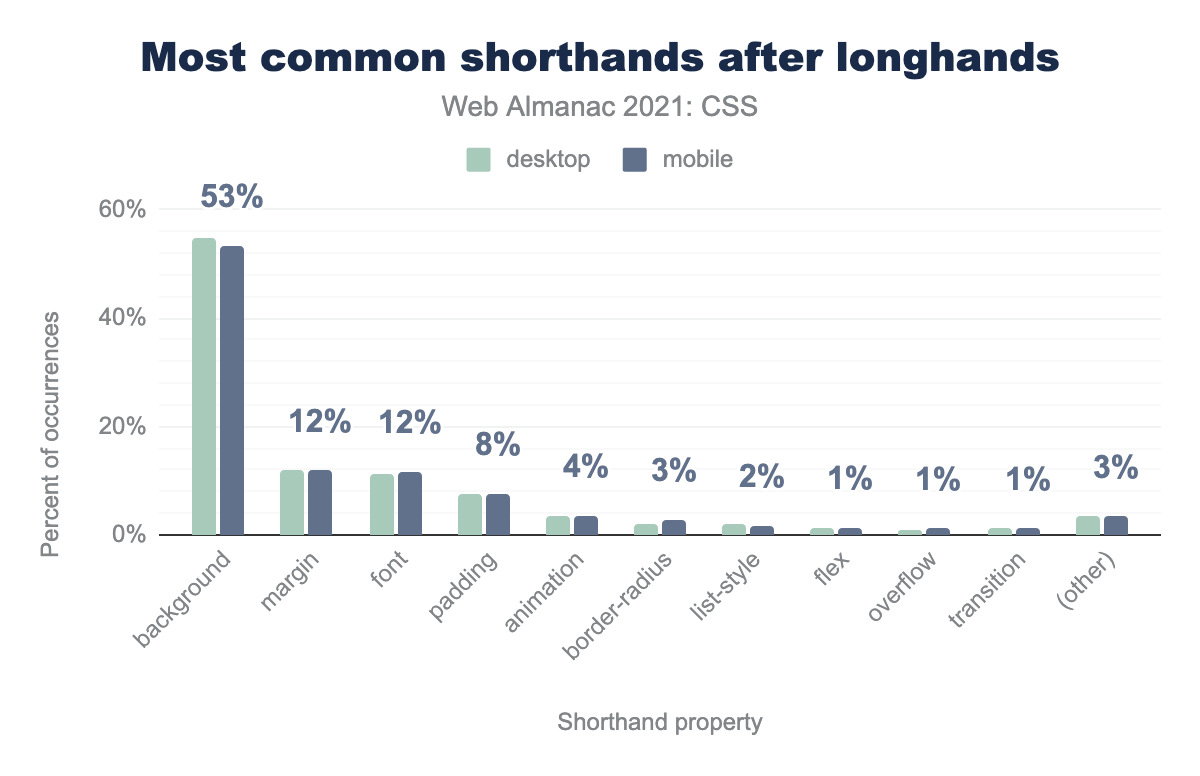 Most common shorthands after longhands
Web Almanac 2021: CSS
desktop mobile
53%
60%
40%
12% 12%
20%
8%
4% 3% 2% 1% 1% 1% 3%
0%
Percent of occurrences
background margin font padding animation border-radius list-style flex overflow transition (other)
Shorthand property